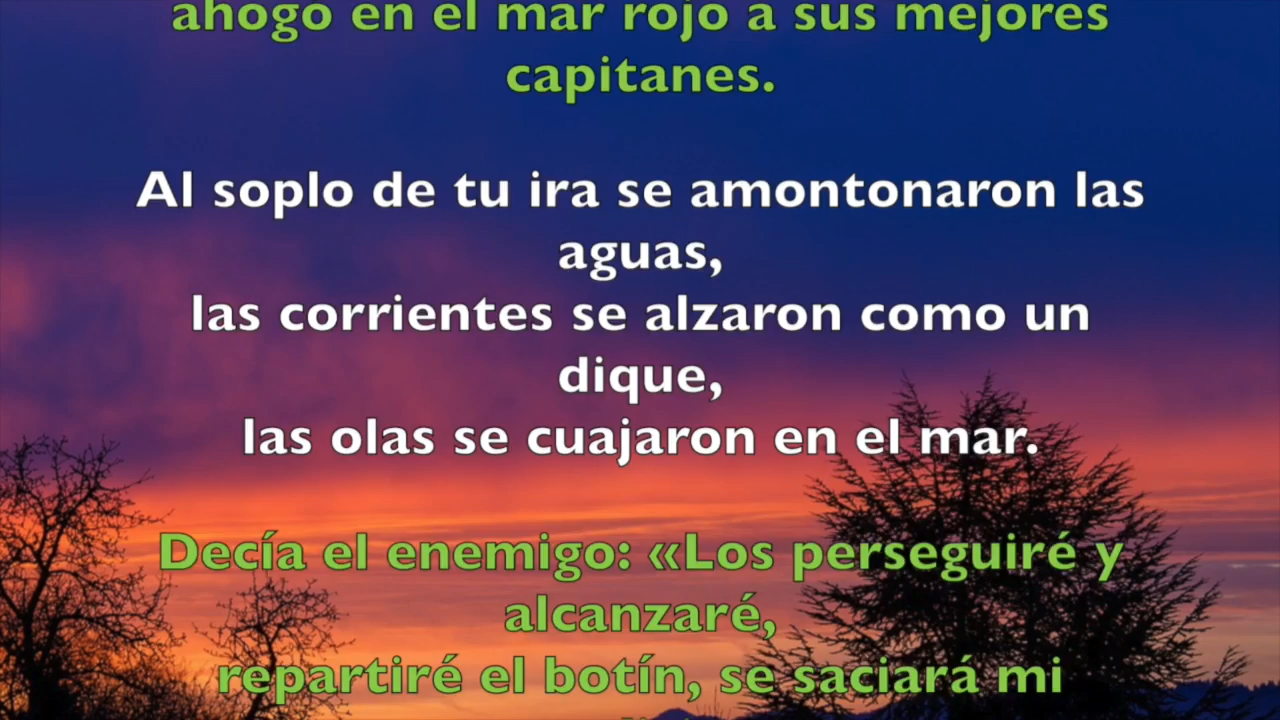 ahogó en el mar rojo a sus mejores
capitanes.
Al soplo de tu ira se amontonaron las
aguas,
las corrientes se alzaron como un
dique,
las olas se cuajaron en el mar.
Decía el enemigo: «Los perseguiré y
alcanzaré,
repartiré el botín, se saciará mi